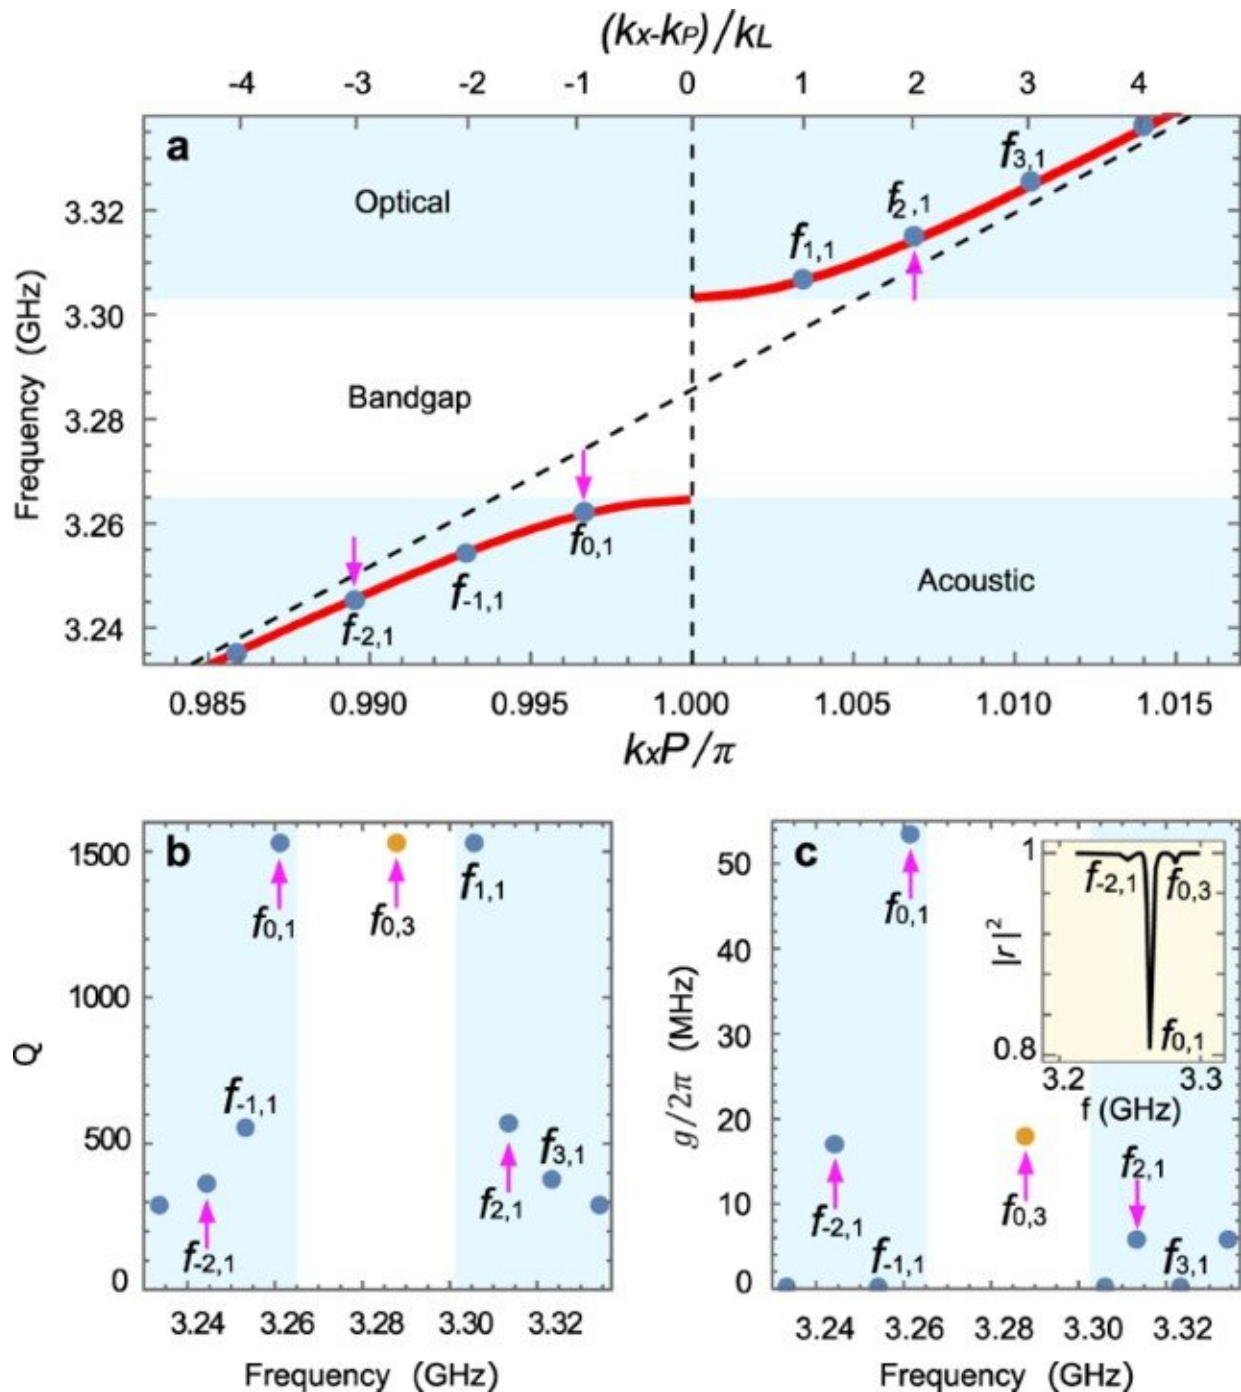 (kx-kP)/kL
-4 -3 -2 -1 0 1 2 3 4
a
f3,1
3.32
Optical
f2,1
f1,1
3.30
Frequency (GHz)
Bandgap
3.28
3.26
f0,1
f-1,1
Acoustic
f-2,1
3.24
0.985 0.990 0.995 1.000 1.005 1.010 1.015
kxP/π
b
1500
f0,1
f0,3
f1,1
1000
Q
f-1,1
500
f3,1
f2,1
f-2,1
0
3.24 3.26 3.28 3.30 3.32
Frequency (GHz)
c
50
f0,1
40
g/2π (MHz)
30
20
f-2,1
f0,3
f2,1
10
f-1,1
f3,1
0
3.24 3.26 3.28 3.30 3.32
Frequency (GHz)
1
f-2,1
f0,3
|r|2
f0,1
0.8
3.2 3.3
f (GHz)